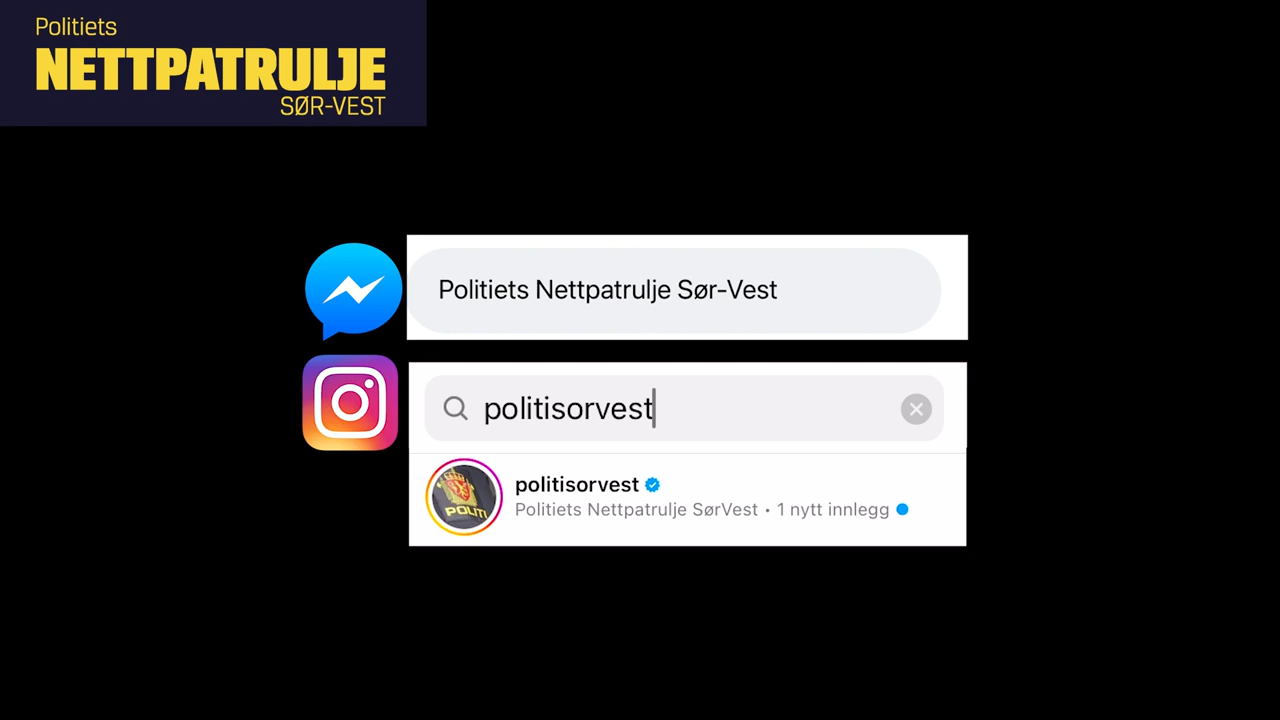 Politiets
NETTPATRULJE
SØR-VEST
Politiets Nettpatrulje Sør-Vest
politisorvest
politisorvest
Politiets Nettpatrulje SørVest • 1 nytt innlegg
POLITI